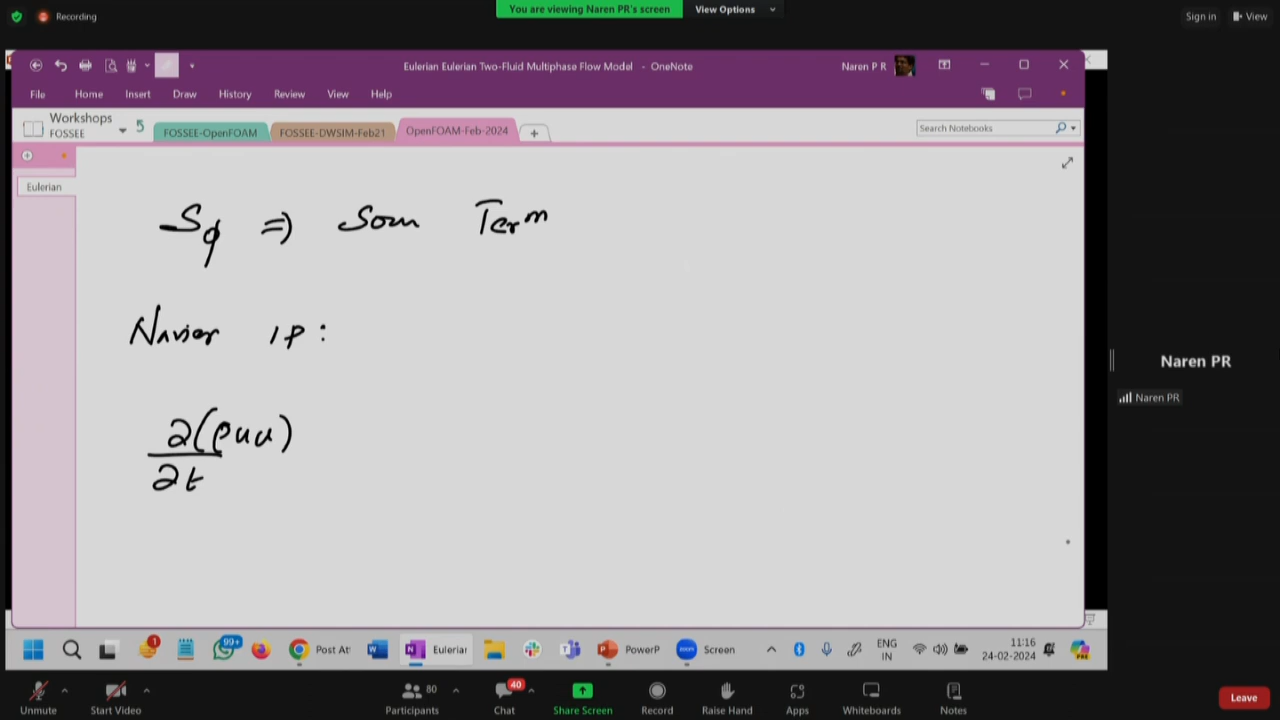 Recording
You are viewing Naren PR's screen
View Options
Sign in
View
Eulerian Eulerian Two-Fluid Multiphase Flow Model - OneNote
Naren P R
File Home Insert Draw History Review View Help
Workshops
FOSSEE
5
FOSSEE-OpenFOAM
FOSSEE-DWSIM-Feb21
OpenFOAM-Feb-2024
Search Notebooks
Eulerian
Sϕ ⇒ Term
Navier 1P:
∂(ρuu)
∂t
Naren PR
Naren PR
1
99+
Post At
Eulerian
PowerP
Screen
ENG
IN
11:16
24-02-2024
Unmute
Start Video
80
Participants
40
Chat
Share Screen
Record
Raise Hand
Apps
Whiteboards
Notes
Leave